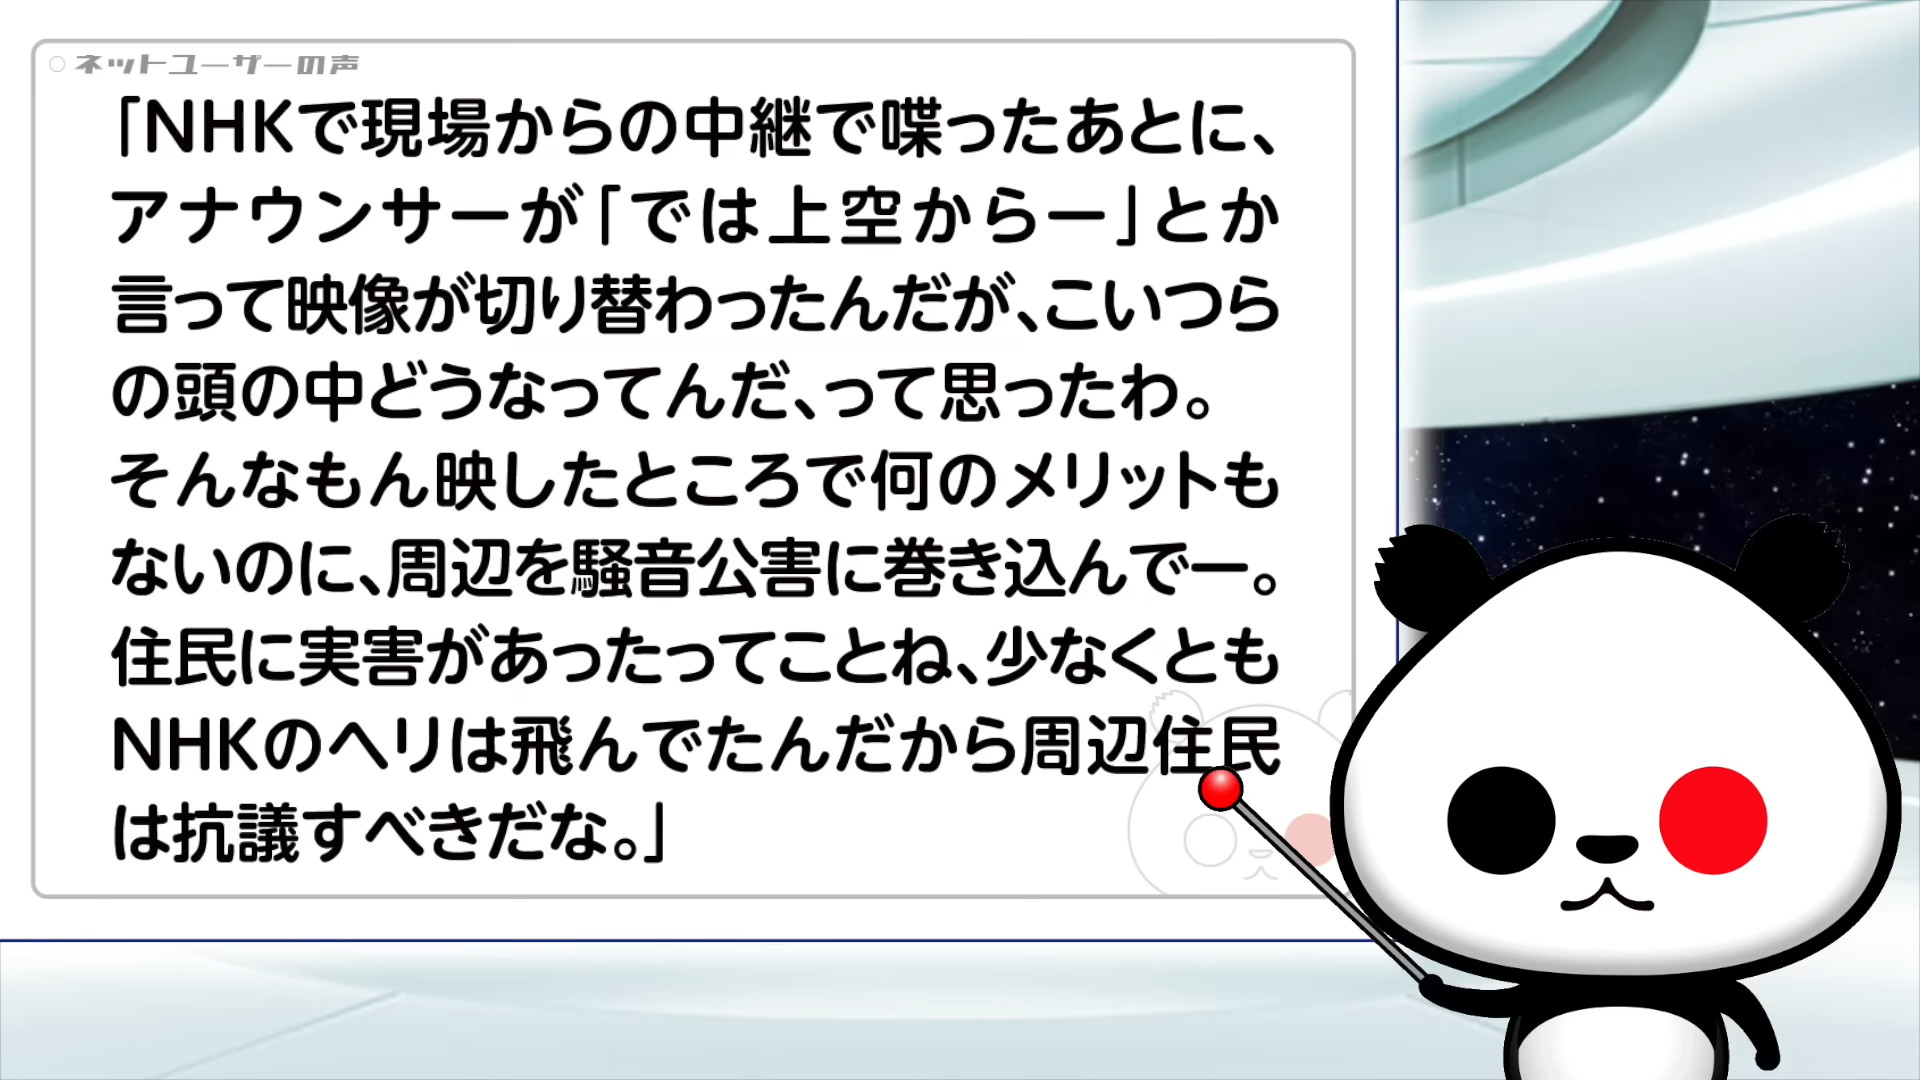 ネットユーザーの声
「NHKで現場からの中継で喋ったあとに、
アナウンサーが「では上空からー」とか
言って映像が切り替わったんだが、こいつら
の頭の中どうなってんだ、って思ったわ。
そんなもん映したところで何のメリットも
ないのに、周辺を騒音公害に巻き込んでー。
住民に実害があったってことね、少なくとも
NHKのヘリは飛んでたんだから周辺住民
は抗議すべきだな。」